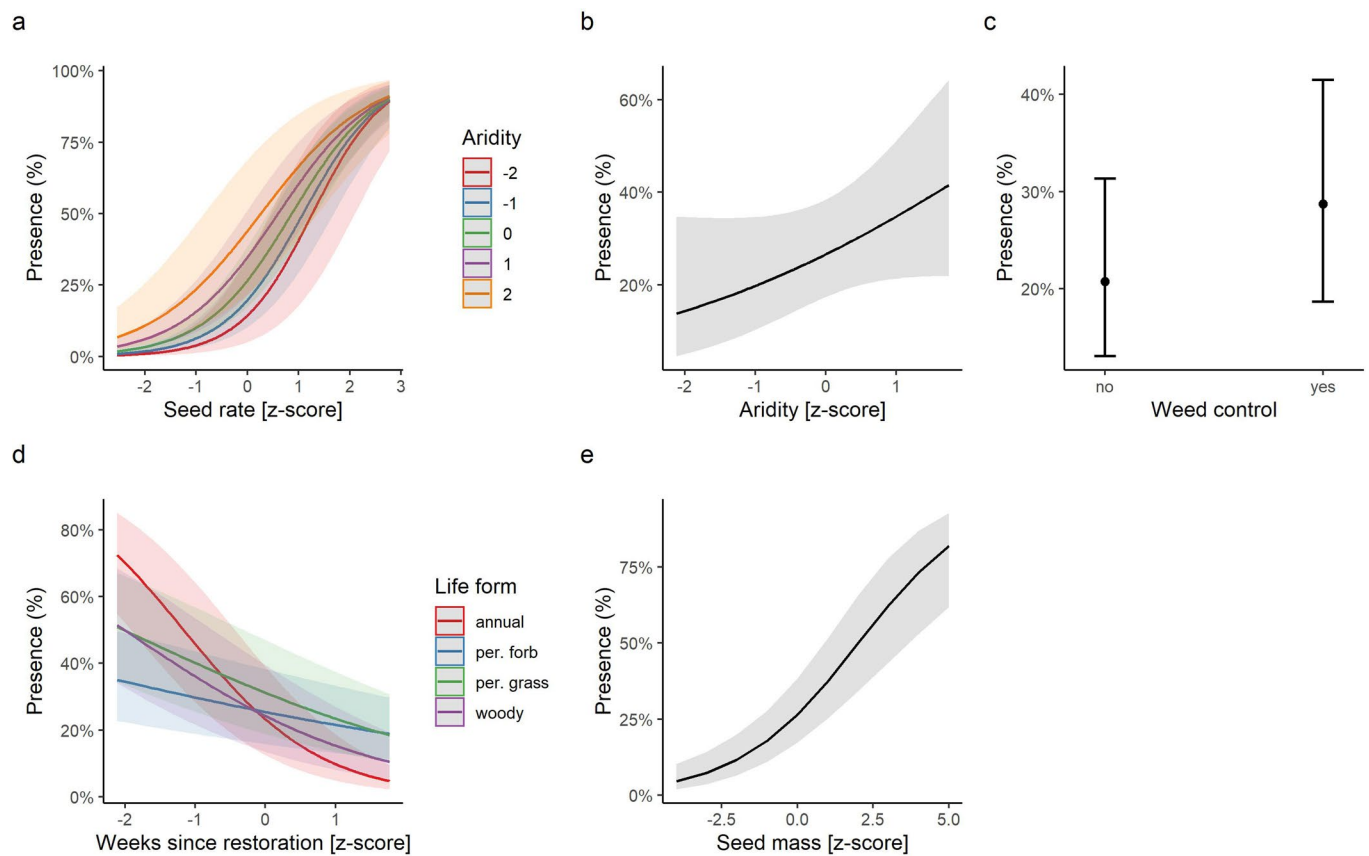 a
Presence (%)
100%
75%
50%
25%
0%
-2
-1
0
1
2
3
Seed rate [z-score]
Aridity
-2
-1
0
1
2
b
Presence (%)
60%
40%
20%
-2
-1
0
1
Aridity [z-score]
c
Presence (%)
40%
30%
20%
no
yes
Weed control
d
Presence (%)
80%
60%
40%
20%
0%
-2
-1
0
1
Weeks since restoration [z-score]
Life form
annual
per. forb
per. grass
woody
e
Presence (%)
75%
50%
25%
0%
-2.5
0.0
2.5
5.0
Seed mass [z-score]